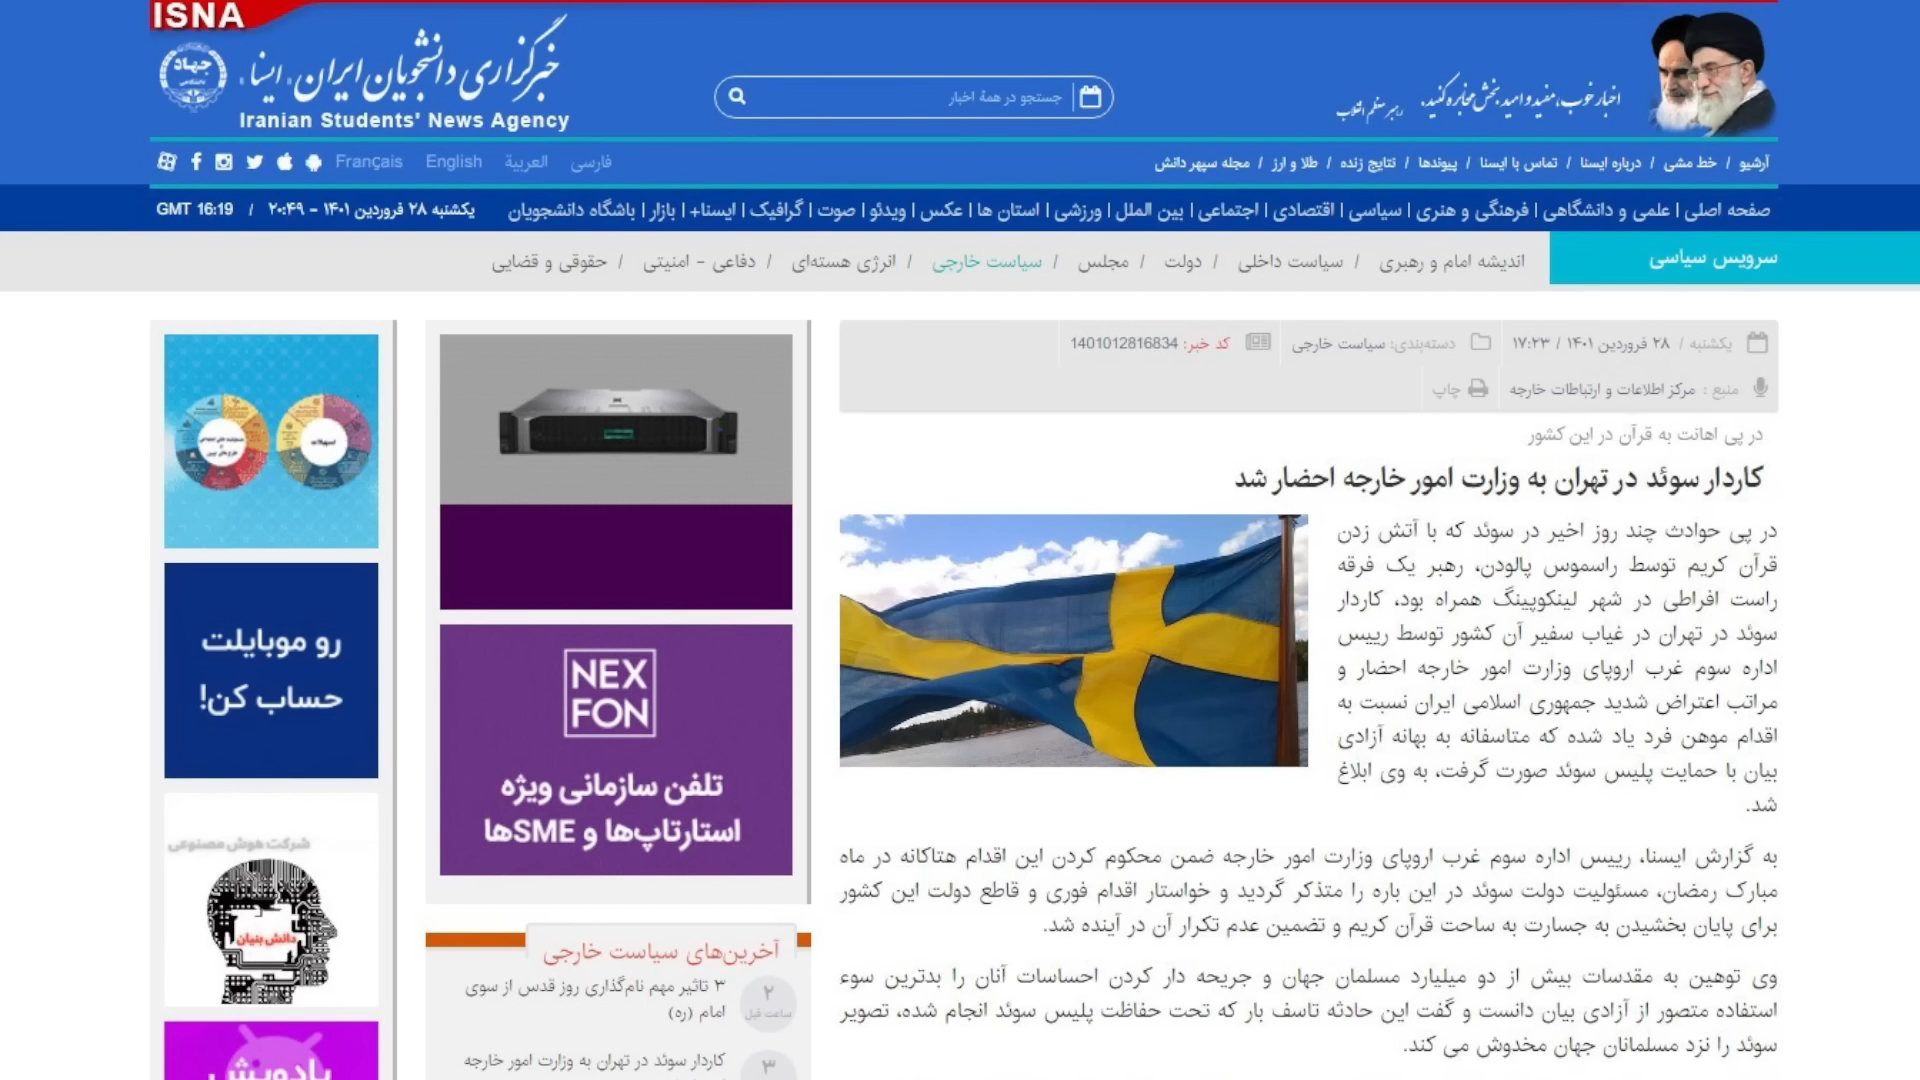 ISNA
خبرگزاری دانشجویان ایران، ایسنا
Iranian Students' News Agency
جهاد
جستجو در همهٔ اخبار
اخبار خوب، مفید و امید بخش مخابره کنید.
رهبر معظم انقلاب
آرشیو / خط مشی / درباره ایسنا / تماس با ایسنا / پیوندها / نتایج زنده / طلا و ارز / مجله سپهر دانش
فارسی العربیة English Français
صفحه اصلی | علمی و دانشگاهی | فرهنگی و هنری | سیاسی | اقتصادی | اجتماعی | بین الملل | ورزشی | استان ها | عکس | ویدئو | صوت | گرافیک | ایسنا+ | بازار | باشگاه دانشجویان
یکشنبه ۲۸ فروردین ۱۴۰۱ - ۲۰:۴۹ / GMT 16:19
سرویس سیاسی
اندیشه امام و رهبری / سیاست داخلی / دولت / مجلس / سیاست خارجی / انرژی هسته‌ای / دفاعی - امنیتی / حقوقی و قضایی
یکشنبه / ۲۸ فروردین ۱۴۰۱ / ۱۷:۲۳
دسته‌بندی: سیاست خارجی
کد خبر: 1401012816834
منبع : مرکز اطلاعات و ارتباطات خارجه
چاپ
در پی اهانت به قرآن در این کشور
کاردار سوئد در تهران به وزارت امور خارجه احضار شد
در پی حوادث چند روز اخیر در سوئد که با آتش زدن
قرآن کریم توسط راسموس پالودن، رهبر یک فرقه
راست افراطی در شهر لینکوپینگ همراه بود، کاردار
سوئد در تهران در غیاب سفیر آن کشور توسط رییس
اداره سوم غرب اروپای وزارت امور خارجه احضار و
مراتب اعتراض شدید جمهوری اسلامی ایران نسبت به
اقدام موهن فرد یاد شده که متاسفانه به بهانه آزادی
بیان با حمایت پلیس سوئد صورت گرفت، به وی ابلاغ
شد.
به گزارش ایسنا، رییس اداره سوم غرب اروپای وزارت امور خارجه ضمن محکوم کردن این اقدام هتاکانه در ماه
مبارک رمضان، مسئولیت دولت سوئد در این باره را متذکر گردید و خواستار اقدام فوری و قاطع دولت این کشور
برای پایان بخشیدن به جسارت به ساحت قرآن کریم و تضمین عدم تکرار آن در آینده شد.
وی توهین به مقدسات بیش از دو میلیارد مسلمان جهان و جریحه دار کردن احساسات آنان را بدترین سوء
استفاده متصور از آزادی بیان دانست و گفت این حادثه تاسف بار که تحت حفاظت پلیس سوئد انجام شده، تصویر
سوئد را نزد مسلمانان جهان مخدوش می کند.
NEX
FON
تلفن سازمانی ویژه
استارتاپ‌ها و SMEها
آخرین‌های سیاست خارجی
۲
ساعت قبل
۳ تاثیر مهم نام‌گذاری روز قدس از سوی
امام (ره)
۳
کاردار سوئد در تهران به وزارت امور خارجه
تسهیلات
رو موبایلت
حساب کن!
شرکت هوش مصنوعی
دانش بنیان